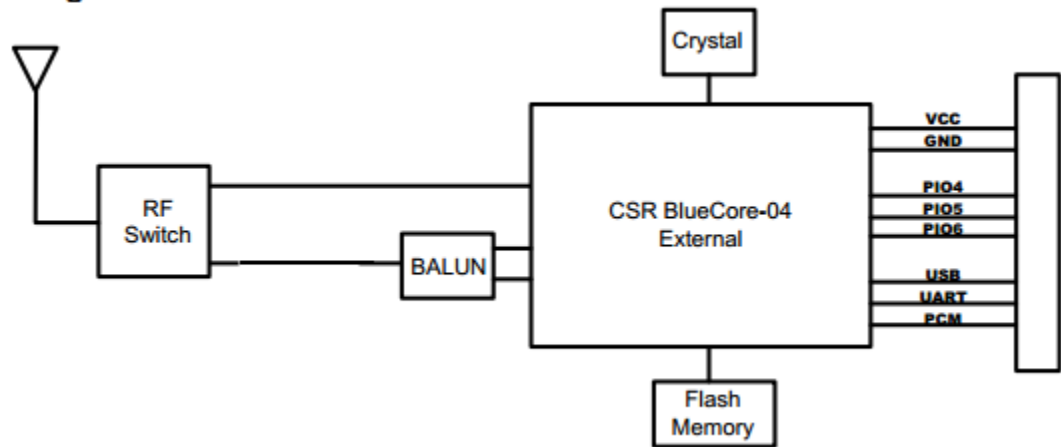 Crystal
VCC
GND
RF
Switch
CSR BlueCore-04
External
PIO4
PIO5
PIO6
BALUN
USB
UART
PCM
Flash
Memory